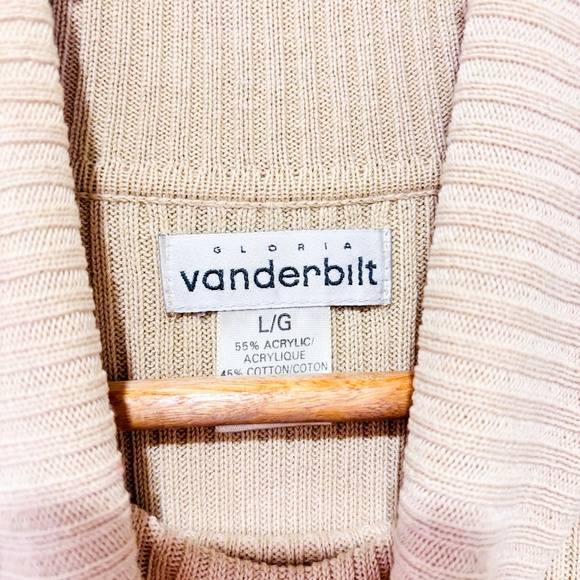 GLORIA
vanderbilt
L/G
55% ACRYLIC/
ACRYLIQUE
45% COTTON/COTON